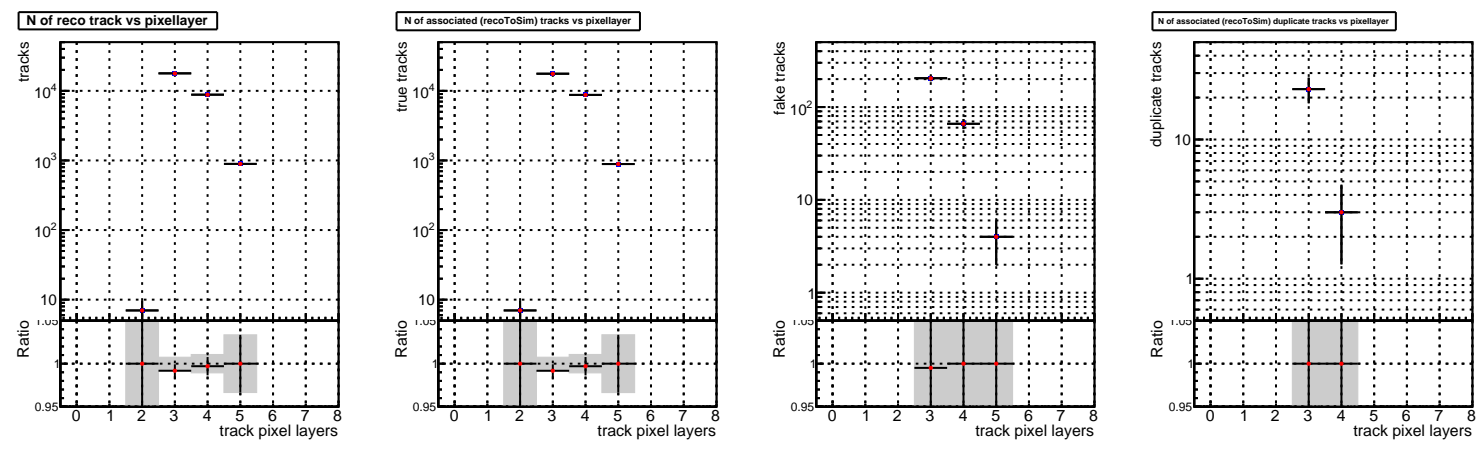 N of reco track vs pixellayer
tracks
10⁴
10³
10²
10
Ratio
1.05
1
0.95
0 1 2 3 4 5 6 7 8
track pixel layers
N of associated (recoToSim) tracks vs pixellayer
true tracks
10⁴
10³
10²
10
Ratio
1.05
1
0.95
0 1 2 3 4 5 6 7 8
track pixel layers
fake tracks
10²
10
1
Ratio
1.05
1
0.95
0 1 2 3 4 5 6 7 8
track pixel layers
N of associated (recoToSim) duplicate tracks vs pixellayer
duplicate tracks
10
1
Ratio
1.05
1
0.95
0 1 2 3 4 5 6 7 8
track pixel layers